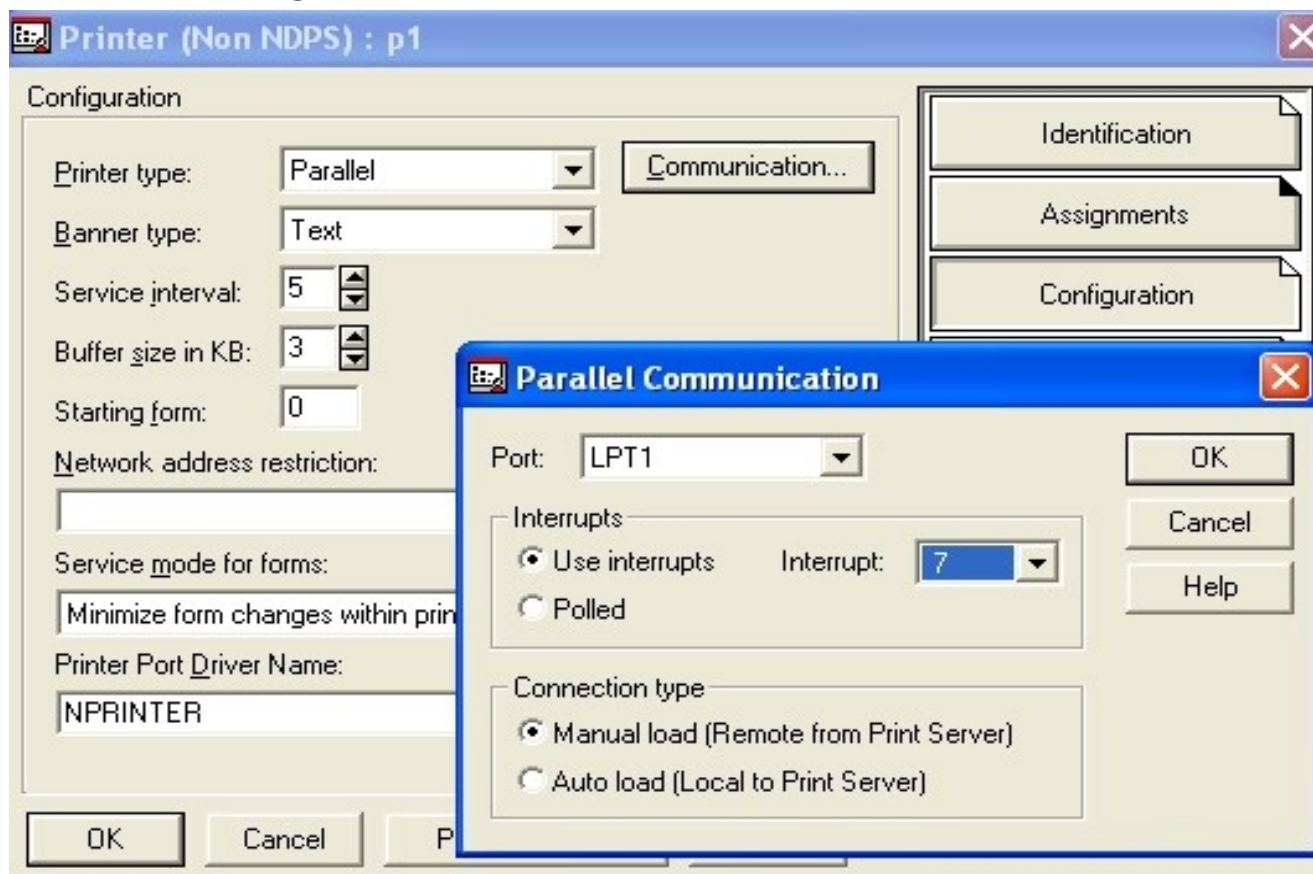 Printer (Non NDPS) : p1
Configuration
Printer type:
Parallel
Communication...
Banner type:
Text
Service interval:
5
Buffer size in KB:
3
Starting form:
0
Network address restriction:
Service mode for forms:
Minimize form changes within prin
Printer Port Driver Name:
NPRINTER
OK
Cancel
P
Identification
Assignments
Configuration
Parallel Communication
Port:
LPT1
Interrupts
Use interrupts
Interrupt:
7
Polled
Connection type
Manual load (Remote from Print Server)
Auto load (Local to Print Server)
OK
Cancel
Help